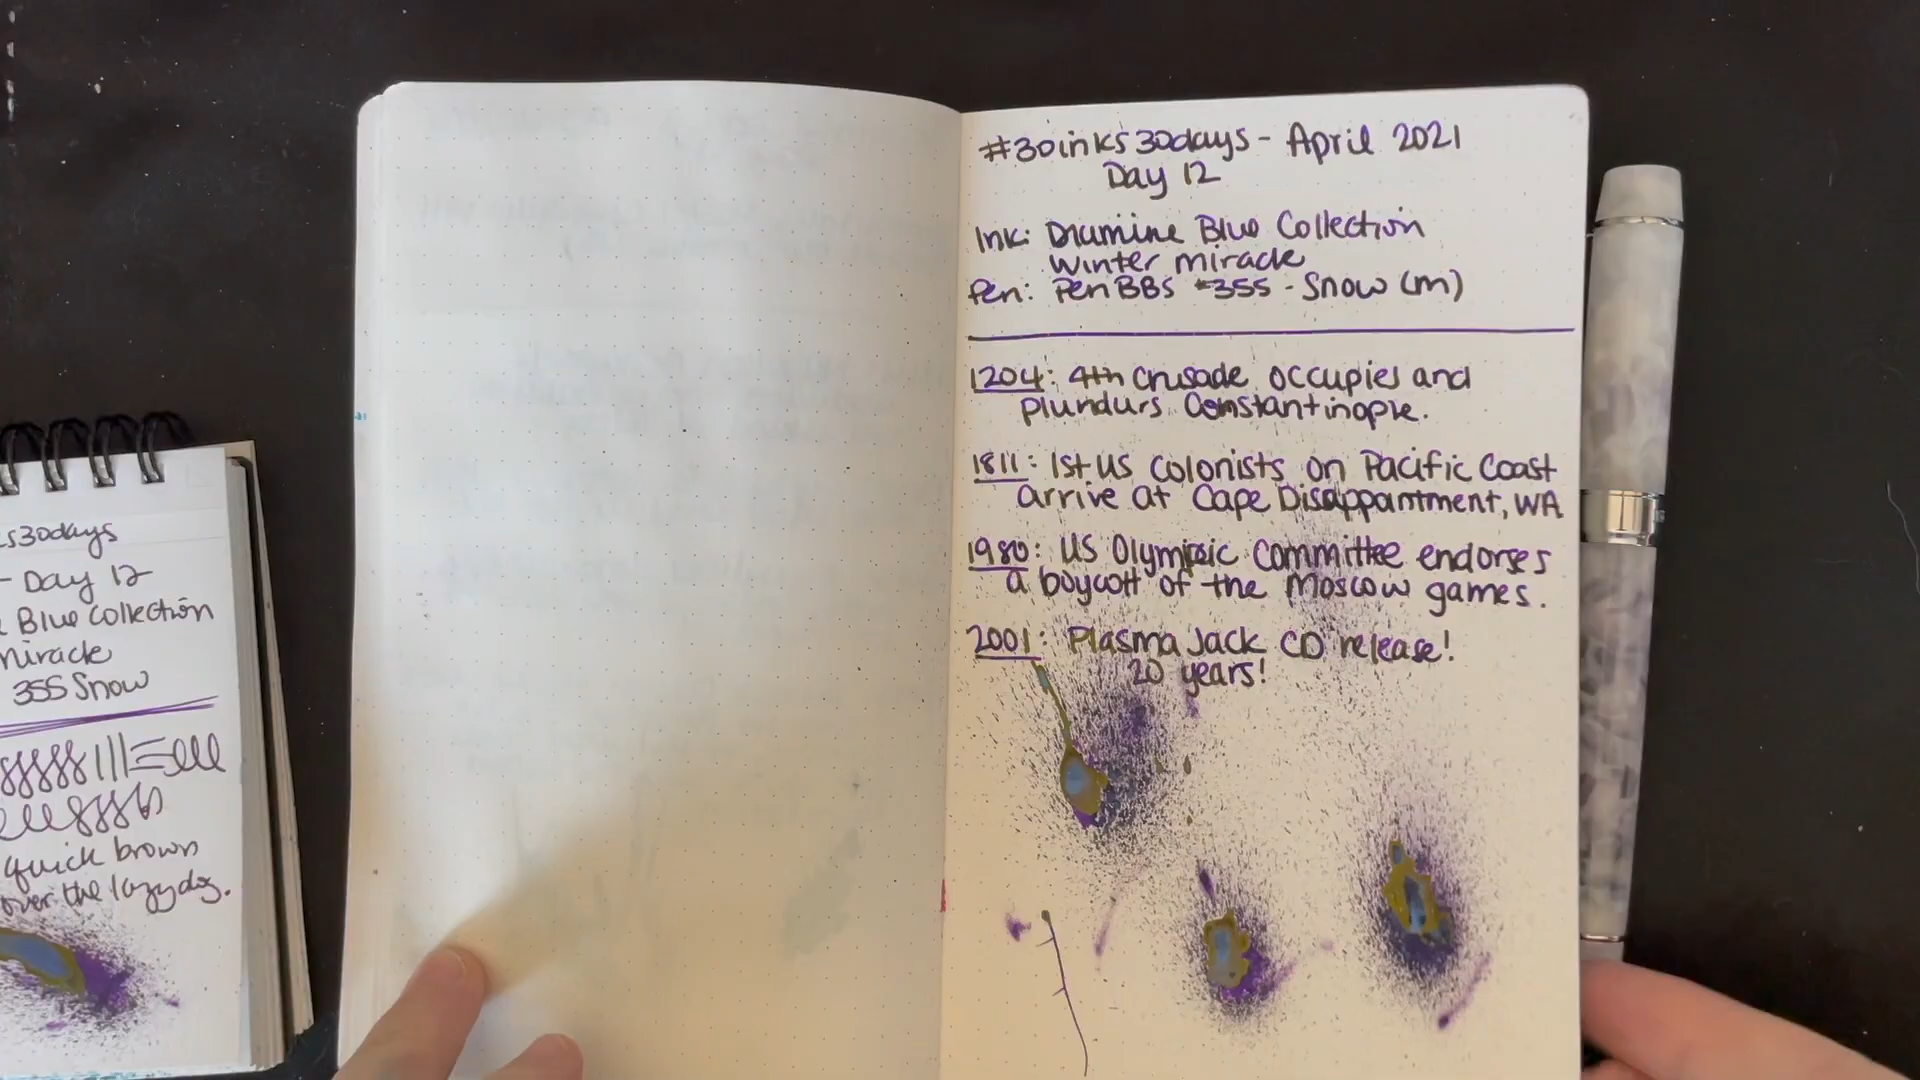 #30inks30days - April 2021
Day 12
Ink: Diamine Blue Collection
Winter Miracle
Pen: PenBBS #355 - Snow (m)
1204: 4th Crusade occupies and
plundurs Constantinople.
1811: 1st US colonists on Pacific Coast
arrive at Cape Disappointment, WA
1980: US Olympic Committee endorses
a boycott of the Moscow games.
2001: Plasma Jack CD release!
20 years!
ks30days
- Day 12
Blue Collection
Miracle
355 Snow
quick brown
over the lazy dog.